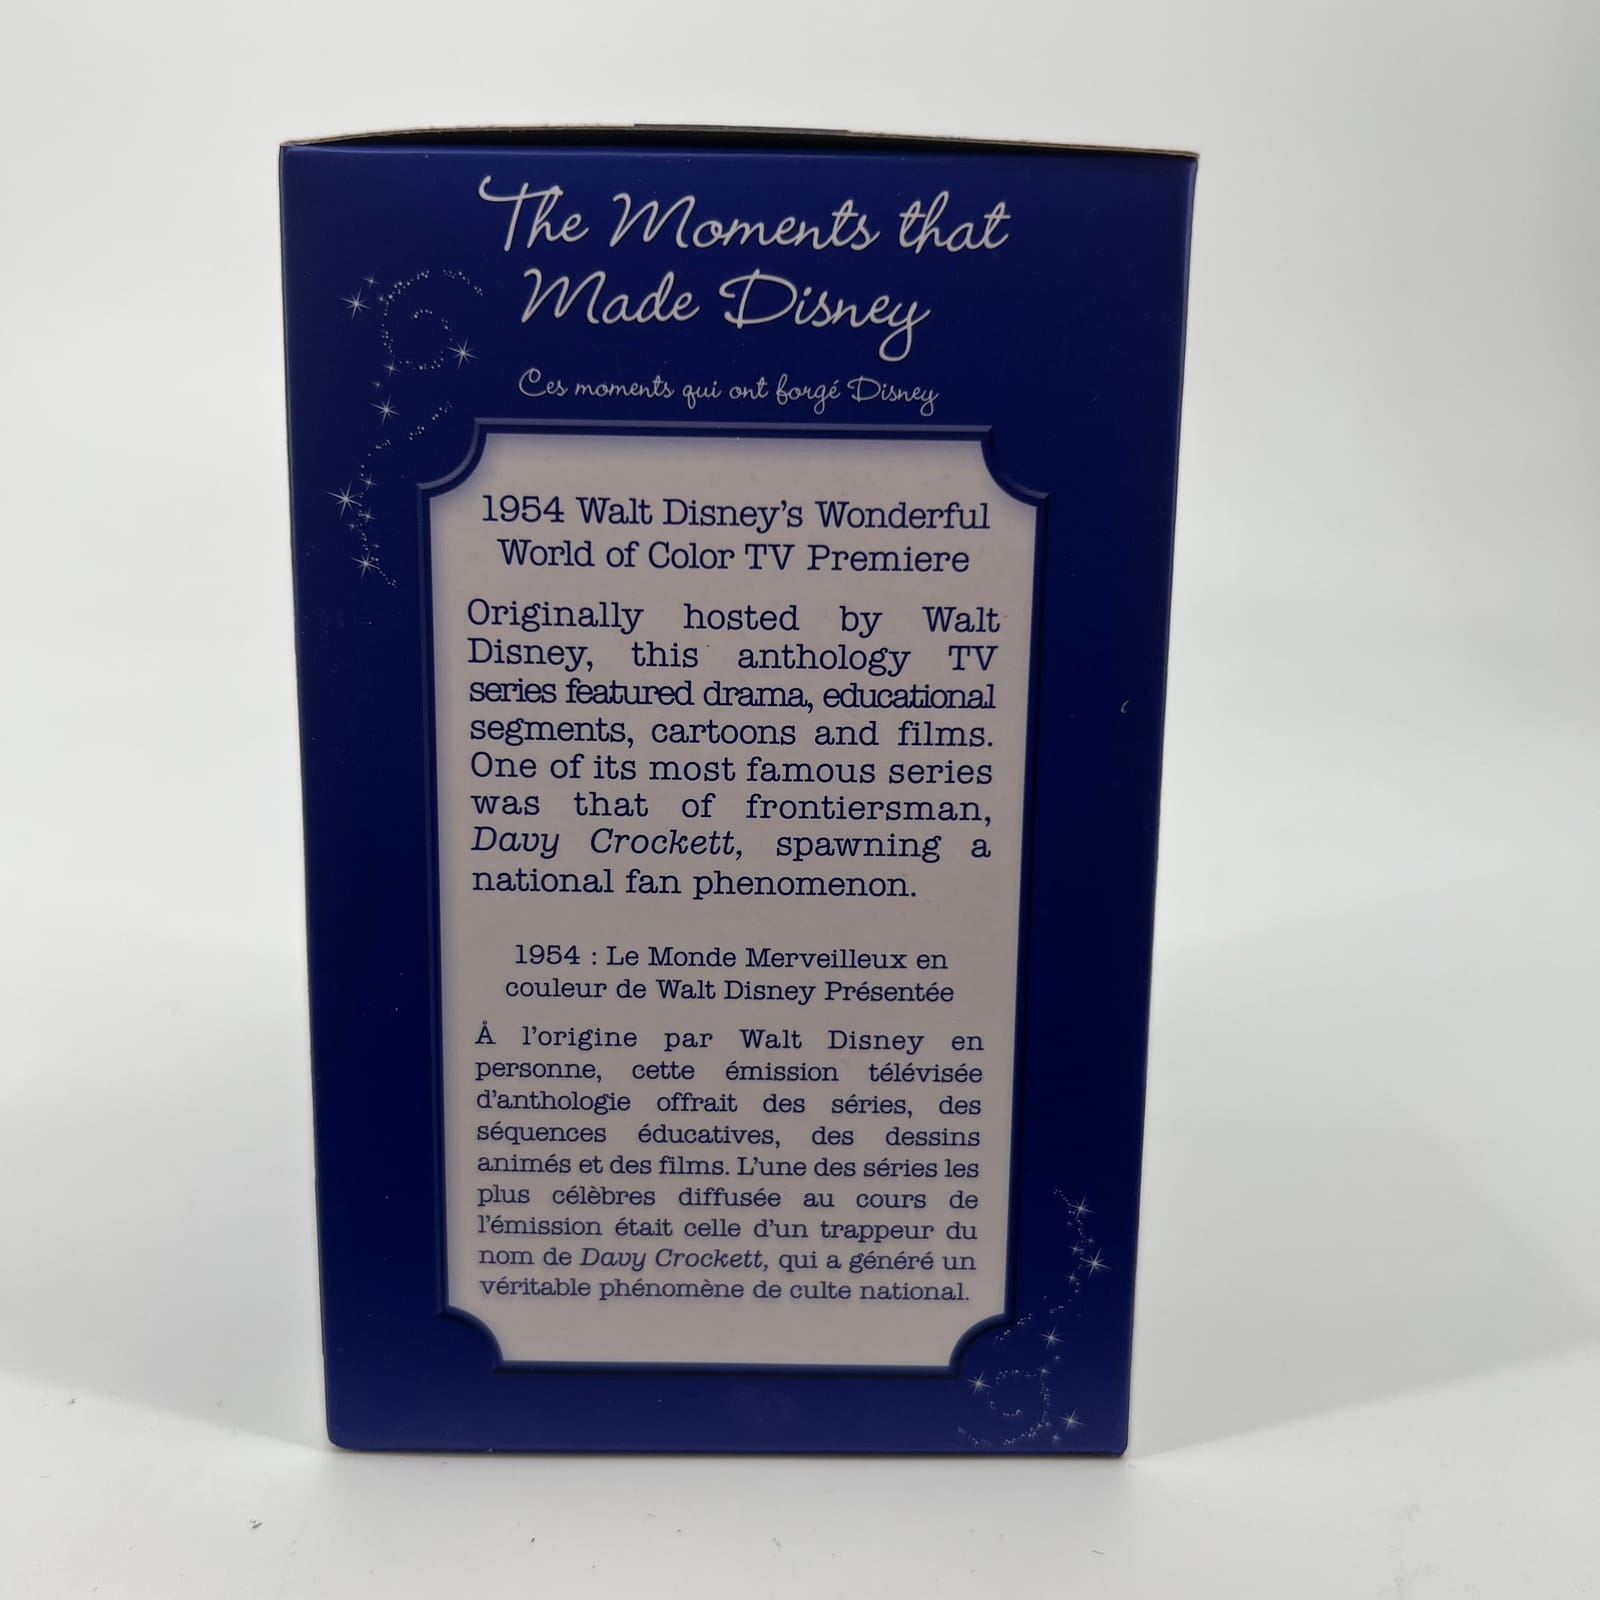 The Moments that
Made Disney
Ces moments qui ont forgé Disney
1954 Walt Disney's Wonderful
World of Color TV Premiere
Originally hosted by Walt
Disney, this anthology TV
series featured drama, educational
segments, cartoons and films.
One of its most famous series
was that of frontiersman,
Davy Crockett, spawning a
national fan phenomenon.
1954 : Le Monde Merveilleux en
couleur de Walt Disney Présentée
Å l'origine par Walt Disney en
personne, cette émission télévisée
d'anthologie offrait des séries, des
séquences éducatives, des dessins
animés et des films. L'une des séries les
plus célèbres diffusée au cours de
l'émission était celle d'un trappeur du
nom de Davy Crockett, qui a généré un
véritable phénomène de culte national.